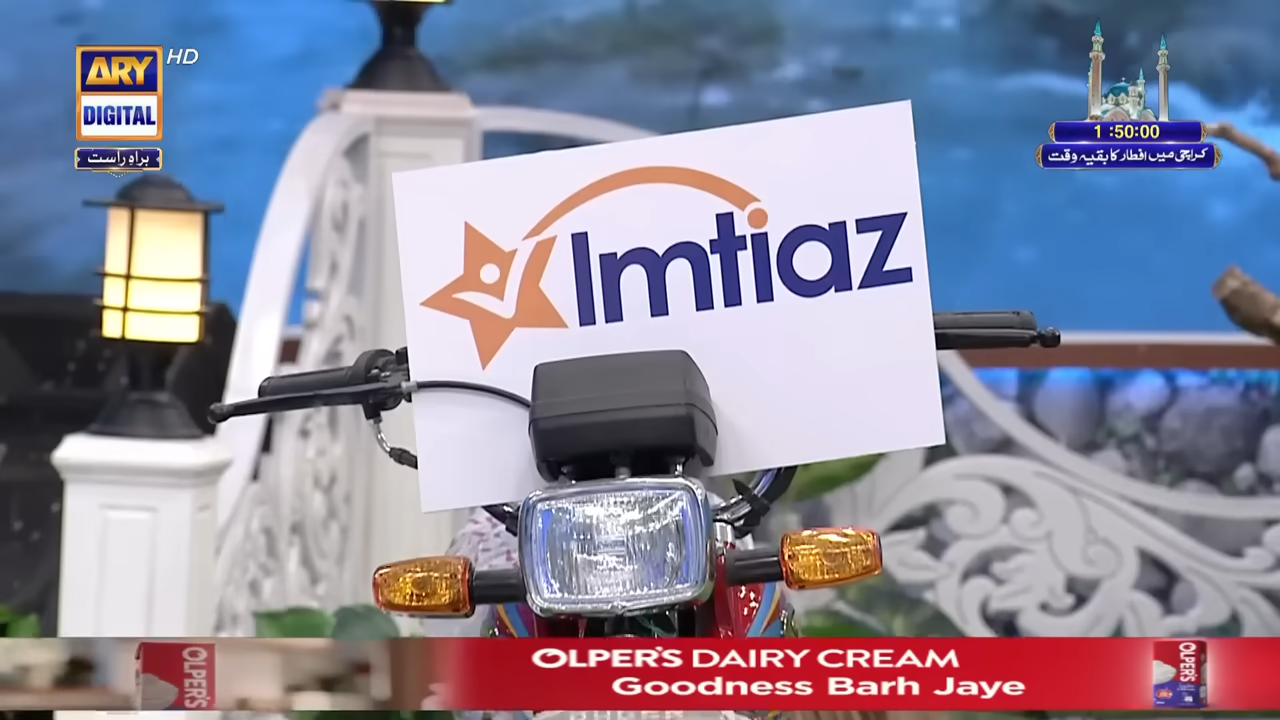 ARY
DIGITAL
HD
براہِ راست
1:50:00
کراچی میں افطار کا بقیہ وقت
Imtiaz
OLPER'S
OLPER'S DAIRY CREAM
Goodness Barh Jaye
OLPER'S